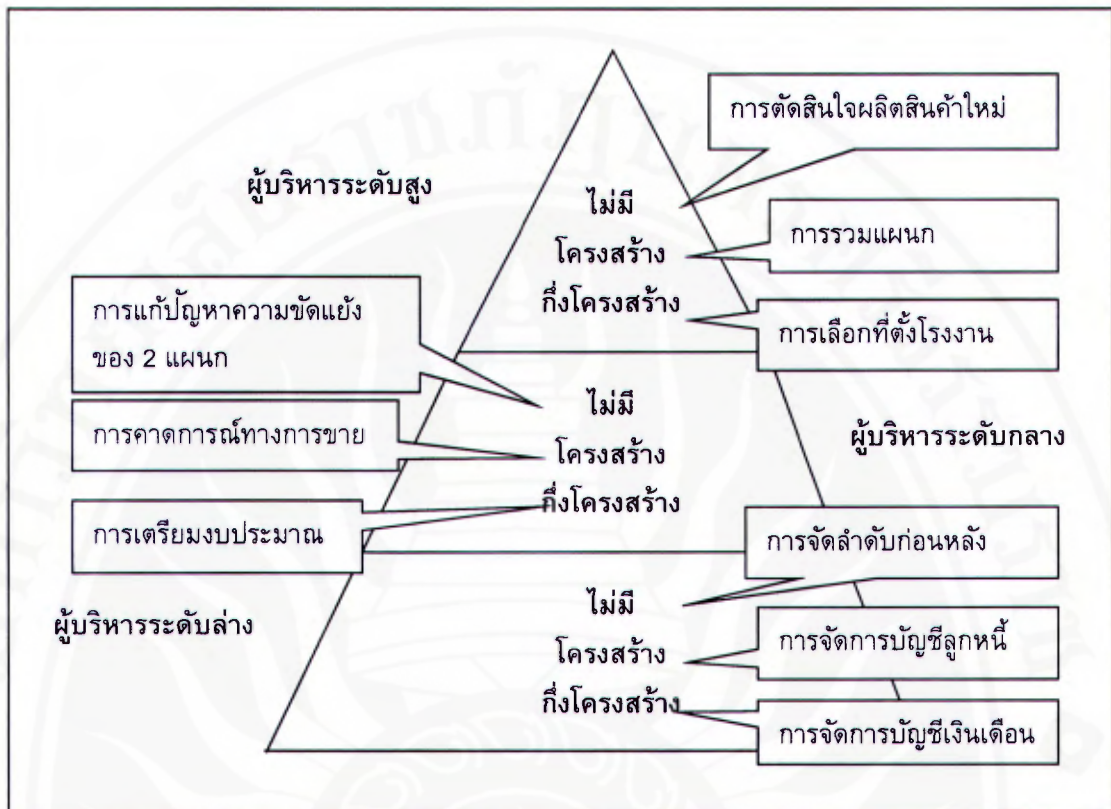 การตัดสินใจผลิตสินค้าใหม่
ผู้บริหารระดับสูง
ไม่มี
โครงสร้าง
กึ่งโครงสร้าง
การรวมแผนก
การเลือกที่ตั้งโรงงาน
การแก้ปัญหาความขัดแย้ง
ของ 2 แผนก
การคาดการณ์ทางการขาย
การเตรียมงบประมาณ
ไม่มี
โครงสร้าง
กึ่งโครงสร้าง
ผู้บริหารระดับกลาง
ผู้บริหารระดับล่าง
ไม่มี
โครงสร้าง
กึ่งโครงสร้าง
การจัดลำดับก่อนหลัง
การจัดการบัญชีลูกหนี้
การจัดการบัญชีเงินเดือน